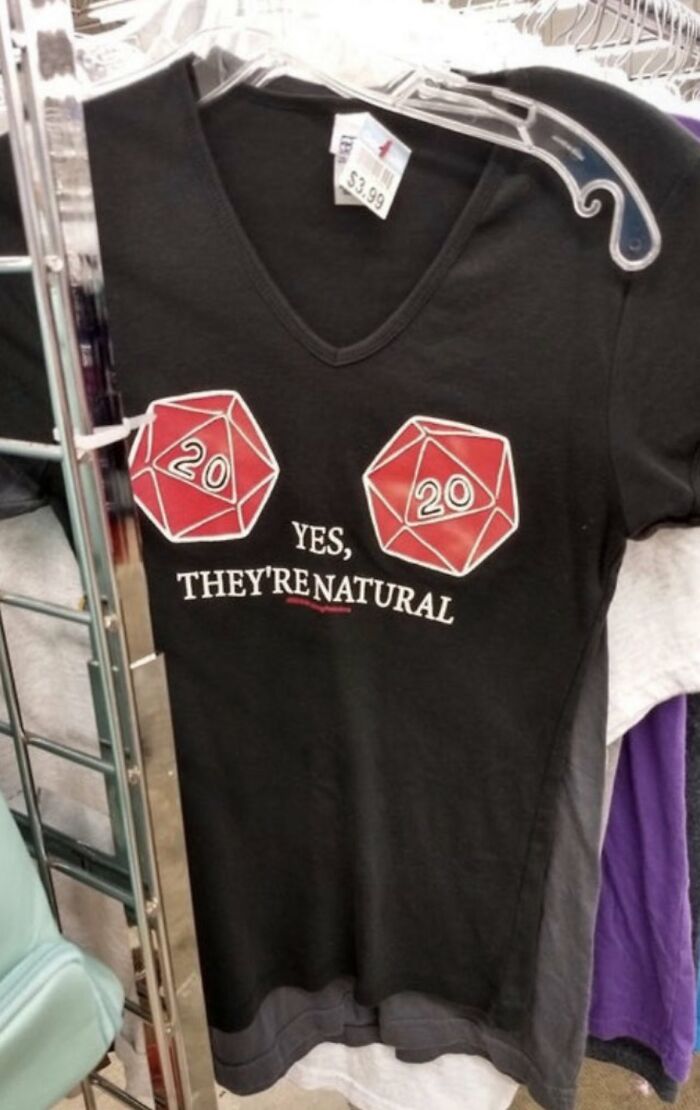 $3.99
20
20
YES,
THEY'RE NATURAL